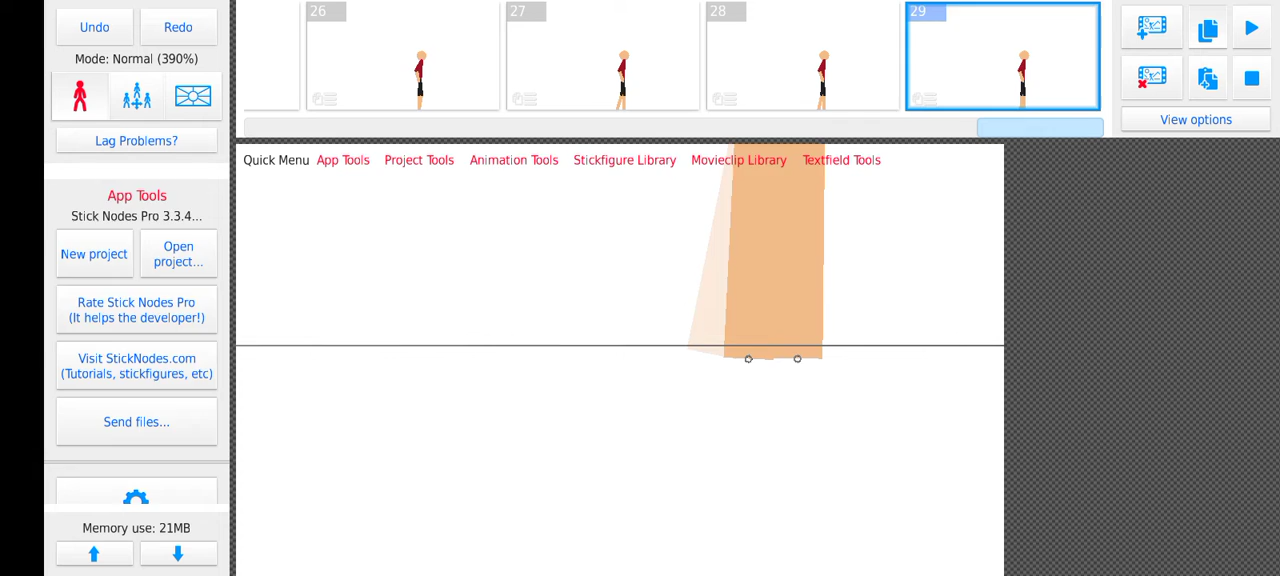 Undo
Redo
Mode: Normal (390%)
Lag Problems?
App Tools
Stick Nodes Pro 3.3.4...
New project
Open
project...
Rate Stick Nodes Pro
(It helps the developer!)
Visit StickNodes.com
(Tutorials, stickfigures, etc)
Send files...
Memory use: 21MB
26
27
28
29
View options
Quick Menu App Tools Project Tools Animation Tools Stickfigure Library Movieclip Library Textfield Tools